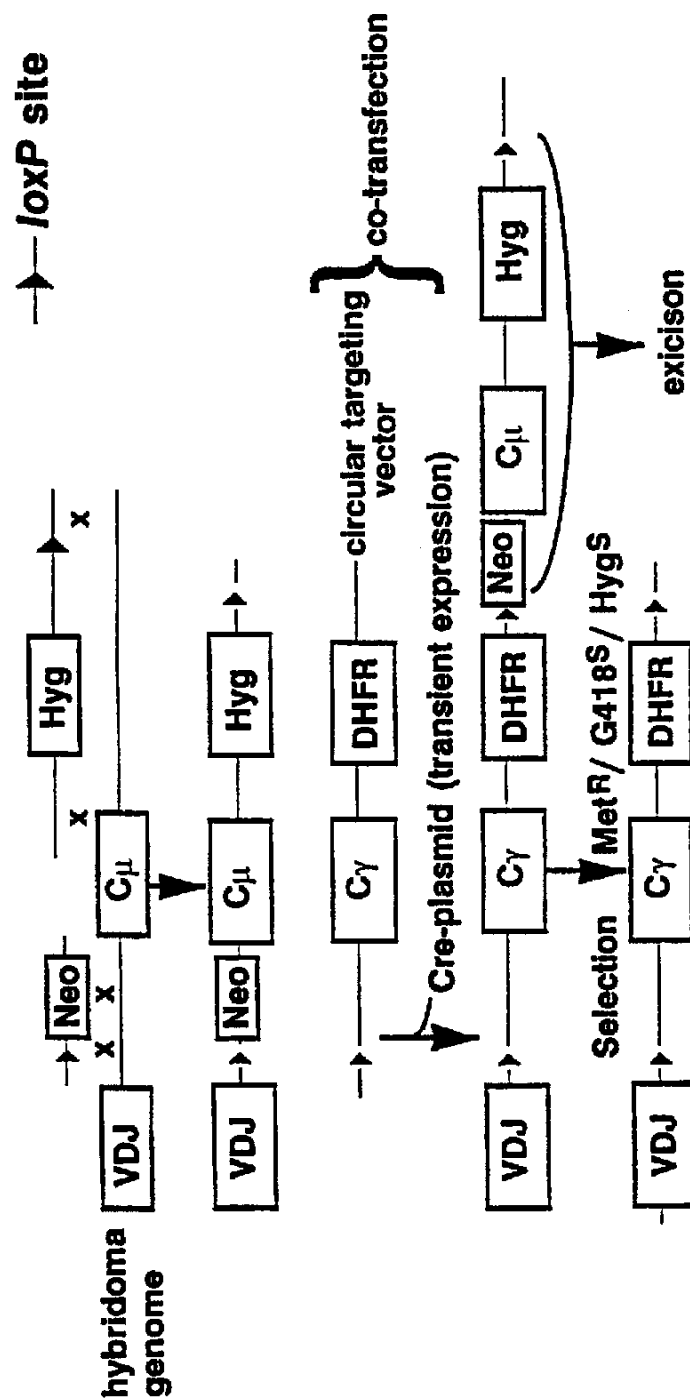 loxP site
Hyg
x
x
Neo
x x
hybridoma
genome
VDJ
Cμ
VDJ
Neo
Cμ
Hyg
Cγ
DHFR
circular targeting
vector
co-transfection
Cre-plasmid (transient expression)
VDJ
Cγ
DHFR
Neo
Cμ
Hyg
Selection
MetR/ G418S/ HygS
exicison
VDJ
Cγ
DHFR